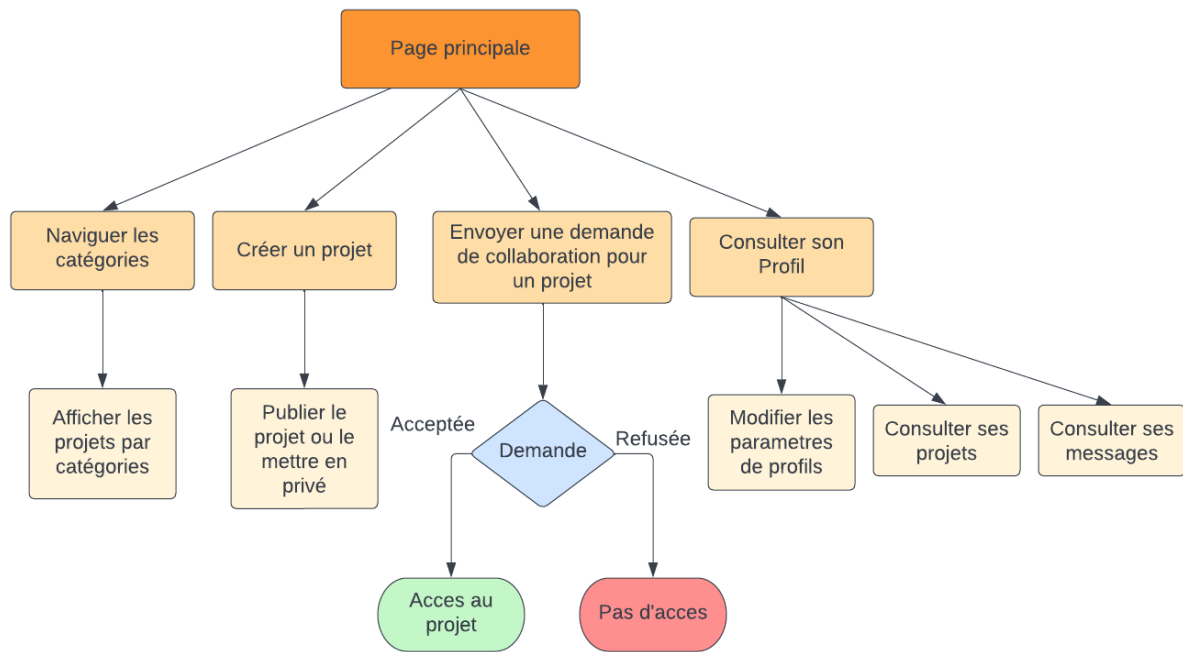 Page principale
Naviguer les
catégories
Créer un projet
Envoyer une demande
de collaboration pour
un projet
Consulter son
Profil
Afficher les
projets par
catégories
Publier le
projet ou le
mettre en
privé
Acceptée
Demande
Refusée
Modifier les
parametres
de profils
Consulter ses
projets
Consulter ses
messages
Acces au
projet
Pas d'acces